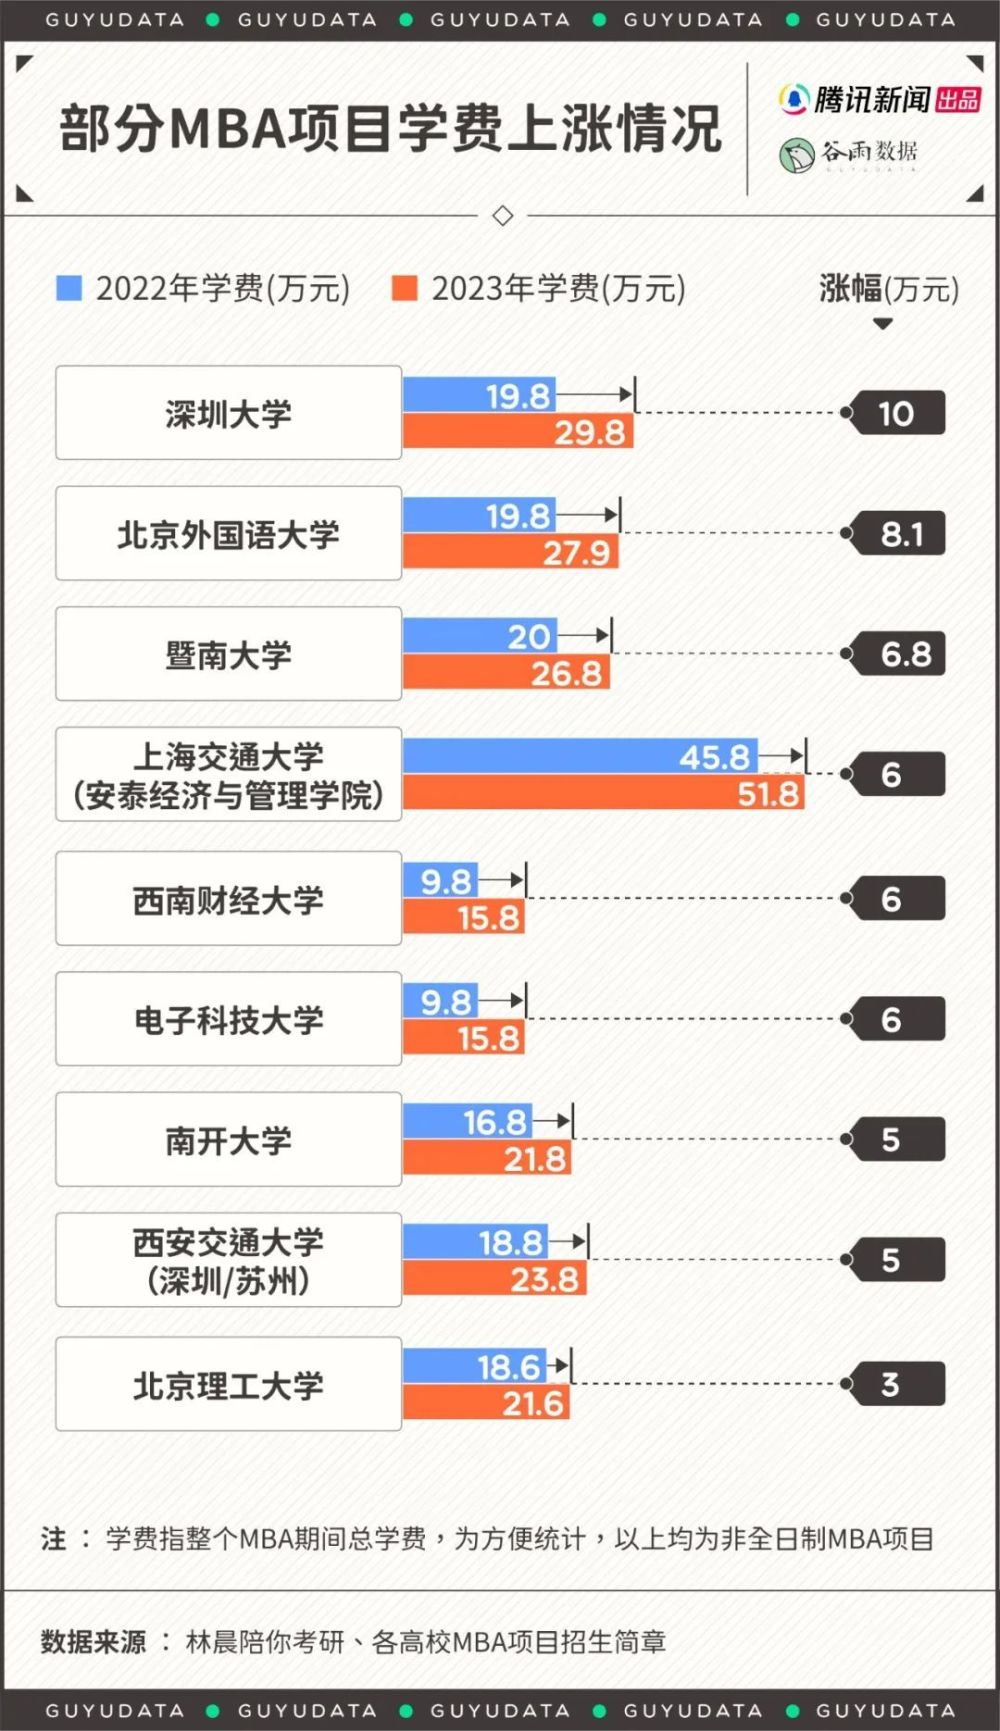 GUYUDATA ● GUYUDATA ● GUYUDATA ● GUYUDATA ● GUYUDATA
部分MBA项目学费上涨情况
腾讯新闻 出品
谷雨数据
GUYUDATA
2022年学费(万元) 2023年学费(万元) 涨幅(万元)
深圳大学 19.8 29.8 10
北京外国语大学 19.8 27.9 8.1
暨南大学 20 26.8 6.8
上海交通大学
(安泰经济与管理学院) 45.8 51.8 6
西南财经大学 9.8 15.8 6
电子科技大学 9.8 15.8 6
南开大学 16.8 21.8 5
西安交通大学
(深圳/苏州) 18.8 23.8 5
北京理工大学 18.6 21.6 3
注：学费指整个MBA期间总学费，为方便统计，以上均为非全日制MBA项目
数据来源：林晨陪你考研、各高校MBA项目招生简章
GUYUDATA ● GUYUDATA ● GUYUDATA ● GUYUDATA ● GUYUDATA